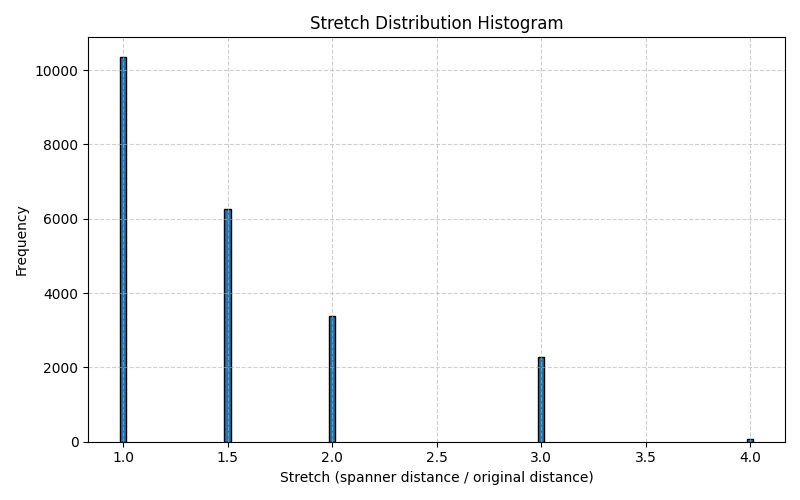 Stretch Distribution Histogram
Frequency
10000
8000
6000
4000
2000
0
1.0 1.5 2.0 2.5 3.0 3.5 4.0
Stretch (spanner distance / original distance)